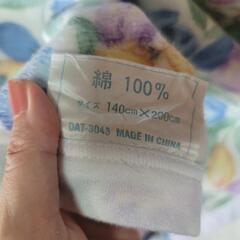 綿 100%
サイズ 140cm×200cm
DAT-3043 MADE IN CHINA